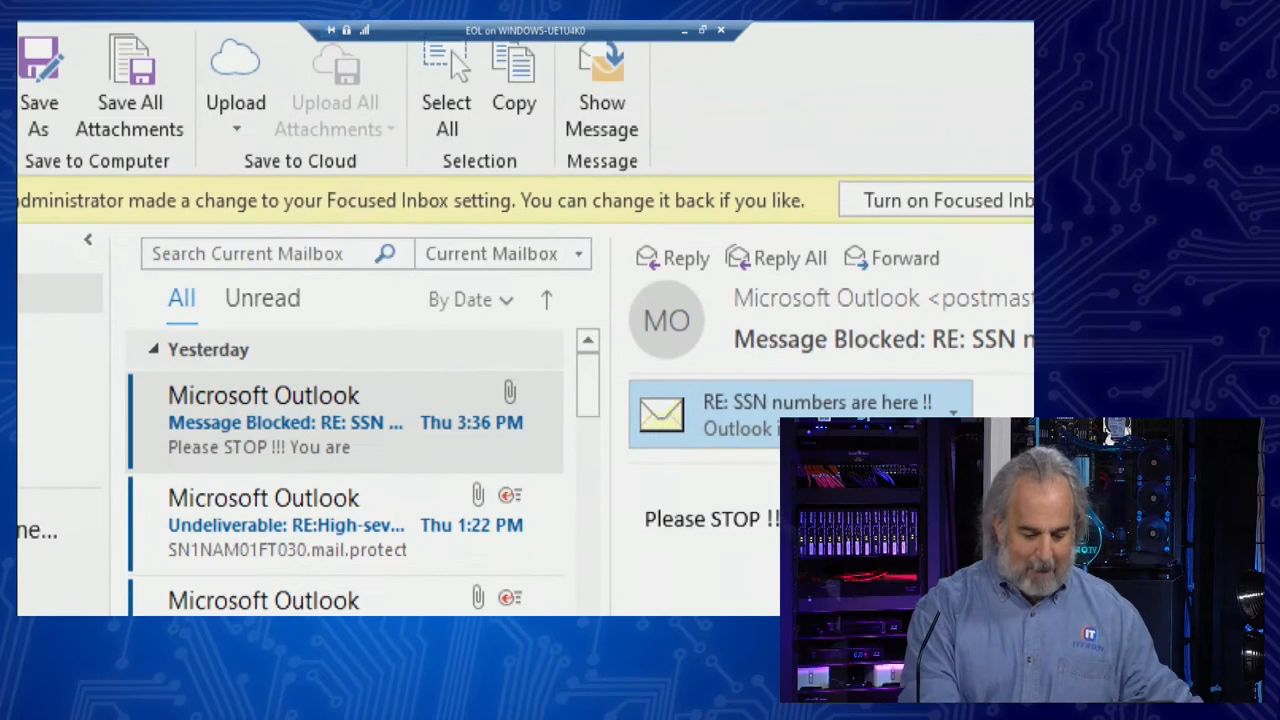 EOL on WINDOWS-UE1U4K0
Save As
Save All Attachments
Upload
Upload All Attachments
Select All
Copy
Show Message
Save to Computer
Save to Cloud
Selection
Message
administrator made a change to your Focused Inbox setting. You can change it back if you like.
Turn on Focused Inb
Search Current Mailbox
Current Mailbox
All
Unread
By Date
Yesterday
Microsoft Outlook
Message Blocked: RE: SSN ...
Thu 3:36 PM
Please STOP !!! You are
Microsoft Outlook
Undeliverable: RE:High-sev...
Thu 1:22 PM
SN1NAM01FT030.mail.protect
Microsoft Outlook
ne...
Reply
Reply All
Forward
MO
Microsoft Outlook <postmast
Message Blocked: RE: SSN n
RE: SSN numbers are here !!
Outlook i
Please STOP !!
IT